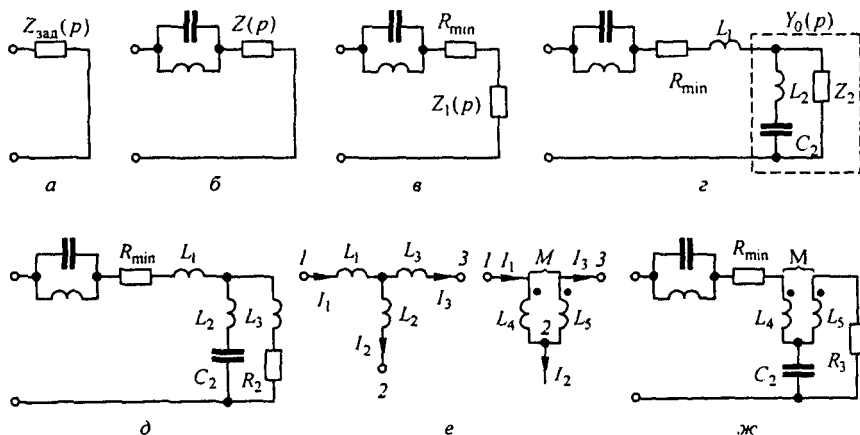 Z_зад(p)
а
Z(p)
б
R_min
Z_1(p)
в
R_min
L_1
Y_0(p)
L_2
Z_2
C_2
г
R_min
L_1
L_2
L_3
C_2
R_2
д
1
L_1
L_3
3
I_1
I_3
L_2
I_2
2
1
I_1
M
I_3
3
L_4
2
L_5
I_2
е
R_min
M
L_4
L_5
C_2
R_3
ж